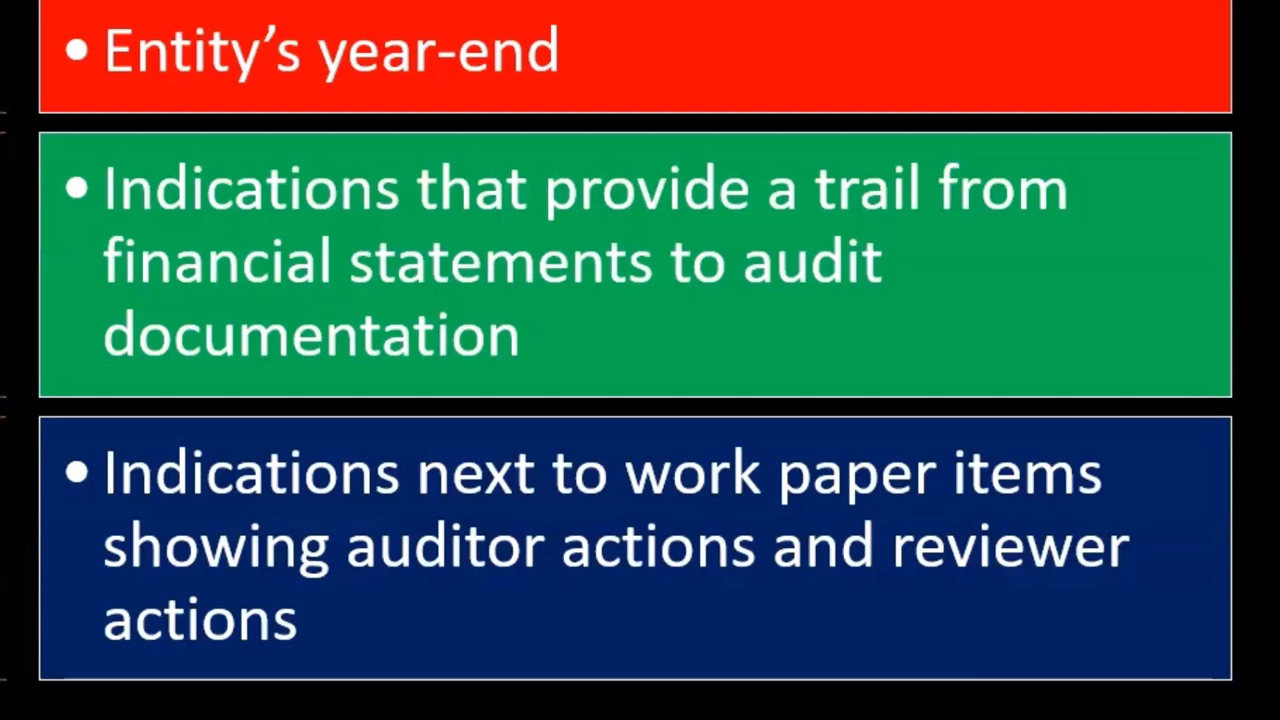 • Entity’s year-end
• Indications that provide a trail from
financial statements to audit
documentation
• Indications next to work paper items
showing auditor actions and reviewer
actions